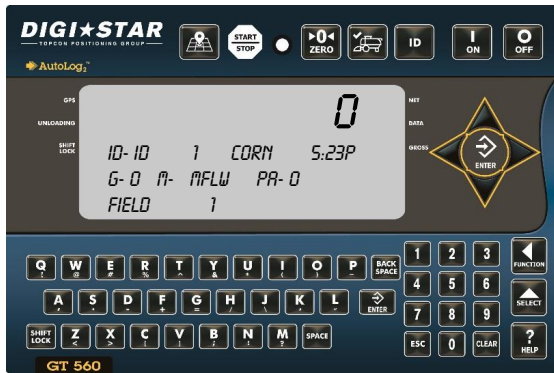 DIGI★STAR
TOPCON POSITIONING GROUP
START STOP
▶0◀ ZERO
ID
I ON
O OFF
AutoLog2™
GPS
UNLOADING
SHIFT LOCK
0
ID-ID 1 CORN 5:23P
G-0 M- MFLW PA-0
FIELD 1
NET
DATA
GROSS
ENTER
Q W E R T Y U I O P BACK SPACE
A S D F G H J K L ENTER
SHIFT LOCK Z X C V B N M SPACE
1 2 3 FUNCTION
4 5 6 SELECT
7 8 9
ESC 0 CLEAR ? HELP
GT 560